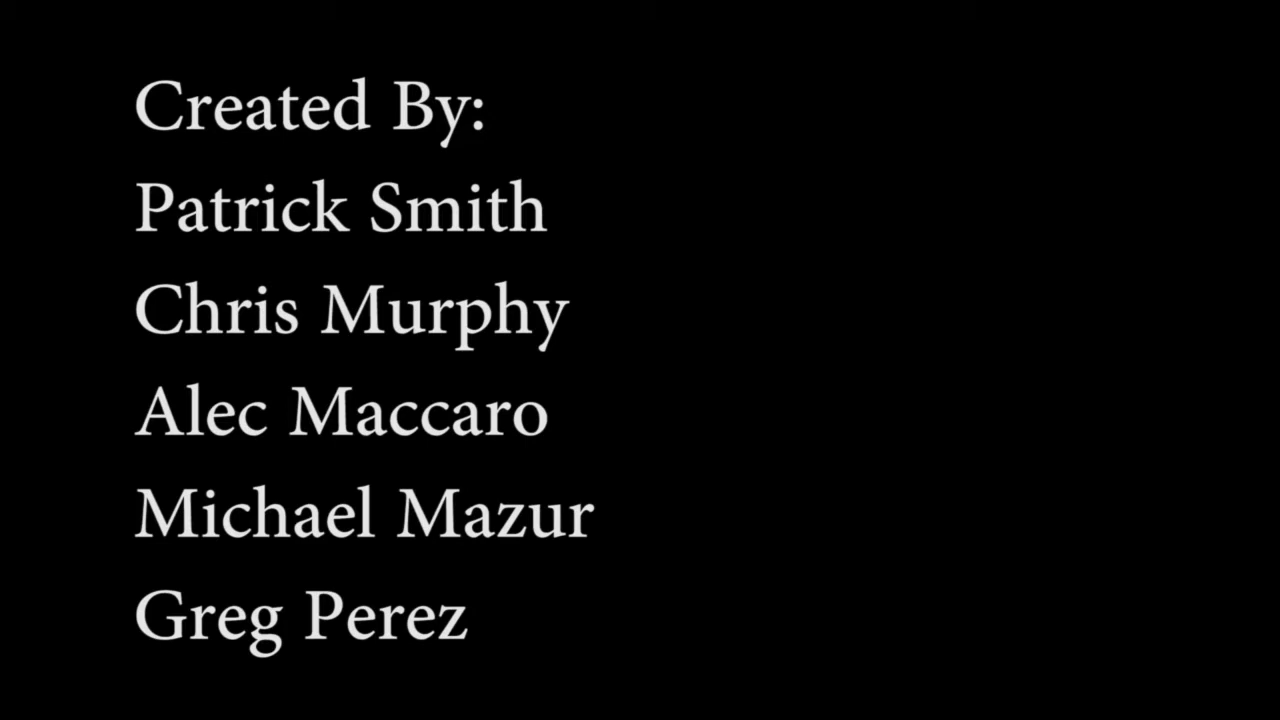 Created By:
Patrick Smith
Chris Murphy
Alec Maccaro
Michael Mazur
Greg Perez